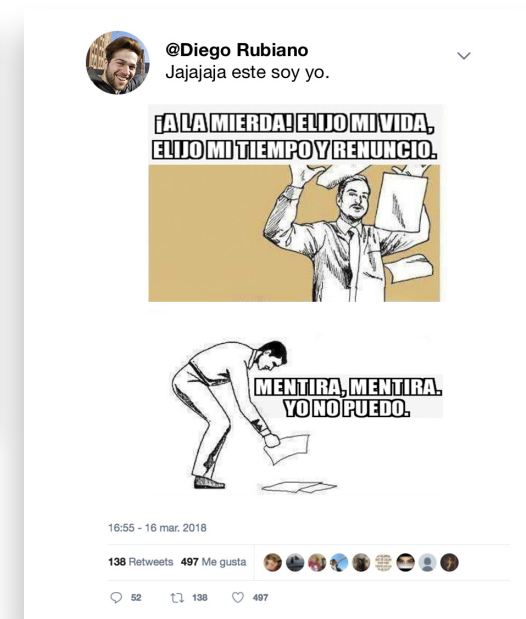 @Diego Rubiano
Jajajaja este soy yo.
¡A LA MIERDA! ELIJO MI VIDA,
ELIJO MI TIEMPO Y RENUNCIO.
MENTIRA, MENTIRA.
YO NO PUEDO.
16:55 - 16 mar. 2018
138 Retweets 497 Me gusta
52 138 497